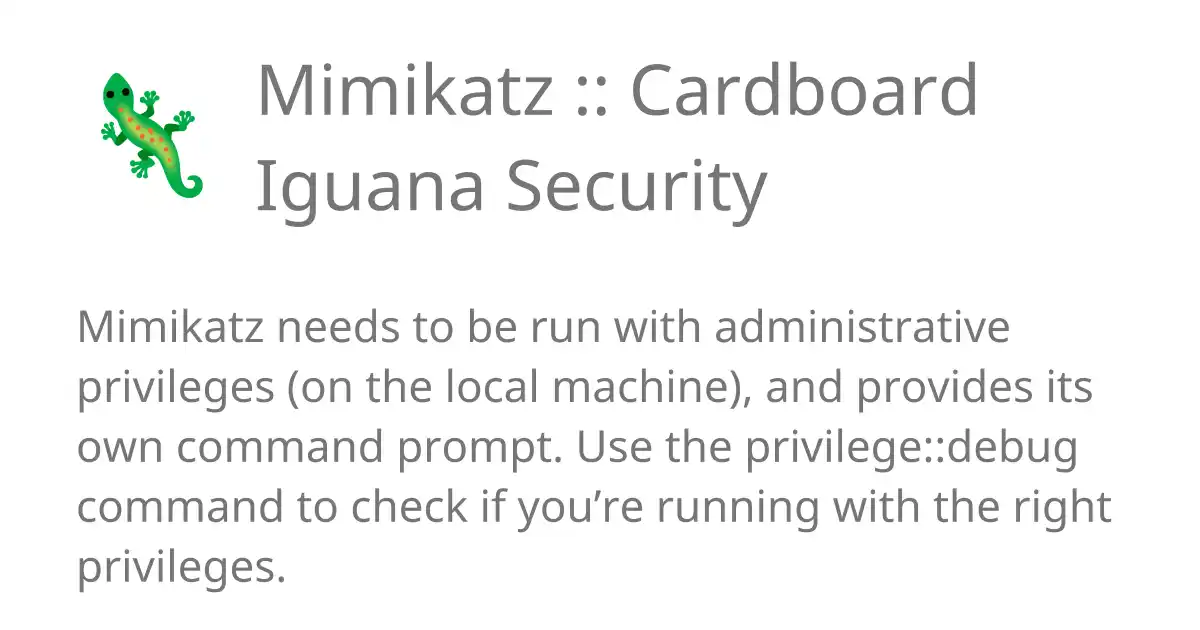 Mimikatz :: Cardboard
Iguana Security
Mimikatz needs to be run with administrative
privileges (on the local machine), and provides its
own command prompt. Use the privilege::debug
command to check if you’re running with the right
privileges.